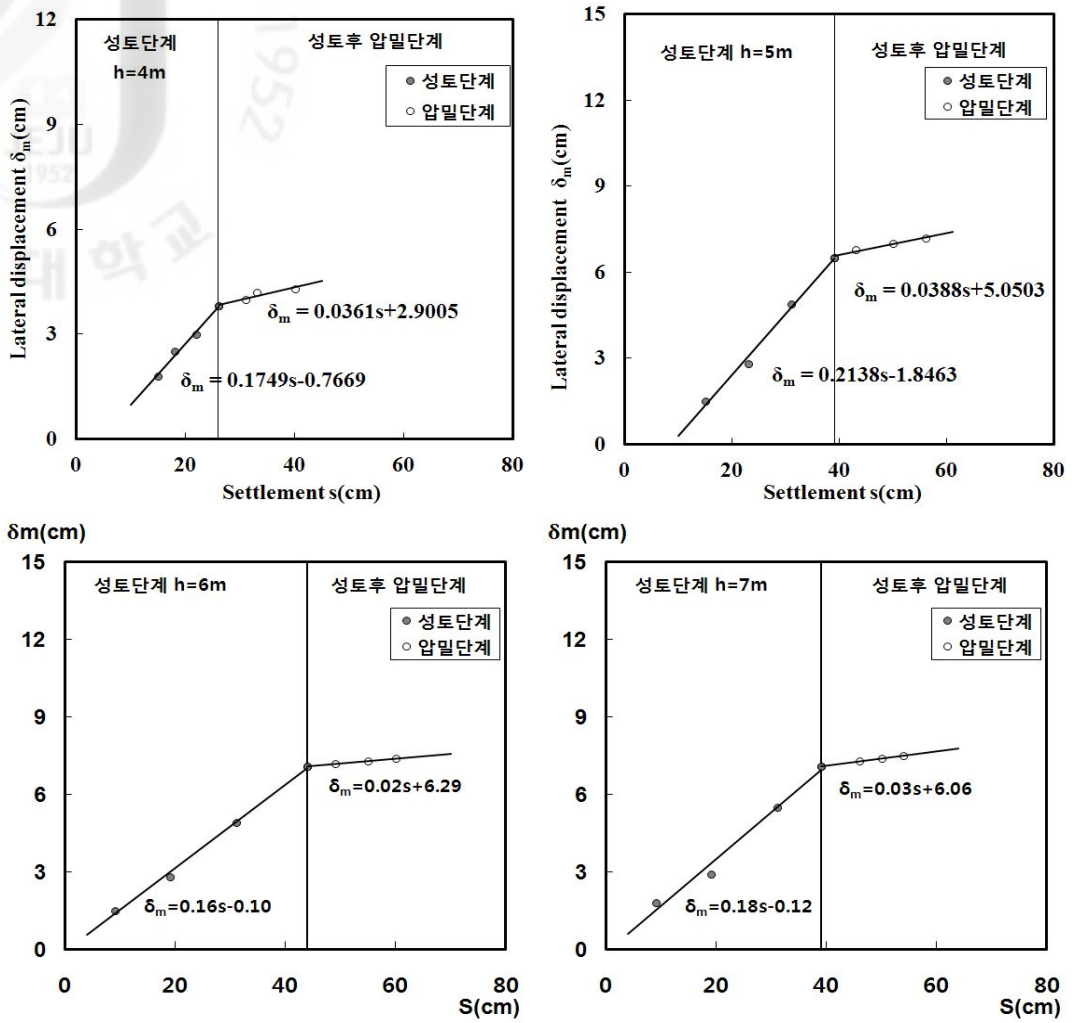 12
성토단계
h=4m
성토후 압밀단계
성토단계
압밀단계
9
6
3
0
Lateral displacement δm(cm)
δm = 0.0361s+2.9005
δm = 0.1749s-0.7669
0 20 40 60 80
Settlement s(cm)
15
성토단계 h=5m
성토후 압밀단계
성토단계
압밀단계
12
9
6
3
0
Lateral displacement δm(cm)
δm = 0.0388s+5.0503
δm = 0.2138s-1.8463
0 20 40 60 80
Settlement s(cm)
δm(cm)
15
성토단계 h=6m
성토후 압밀단계
성토단계
압밀단계
12
9
6
3
0
δm=0.02s+6.29
δm=0.16s-0.10
0 20 40 60 80
S(cm)
δm(cm)
15
성토단계 h=7m
성토후 압밀단계
성토단계
압밀단계
12
9
6
3
0
δm=0.03s+6.06
δm=0.18s-0.12
0 20 40 60 80
S(cm)
JEJU
1952
1952
대학교